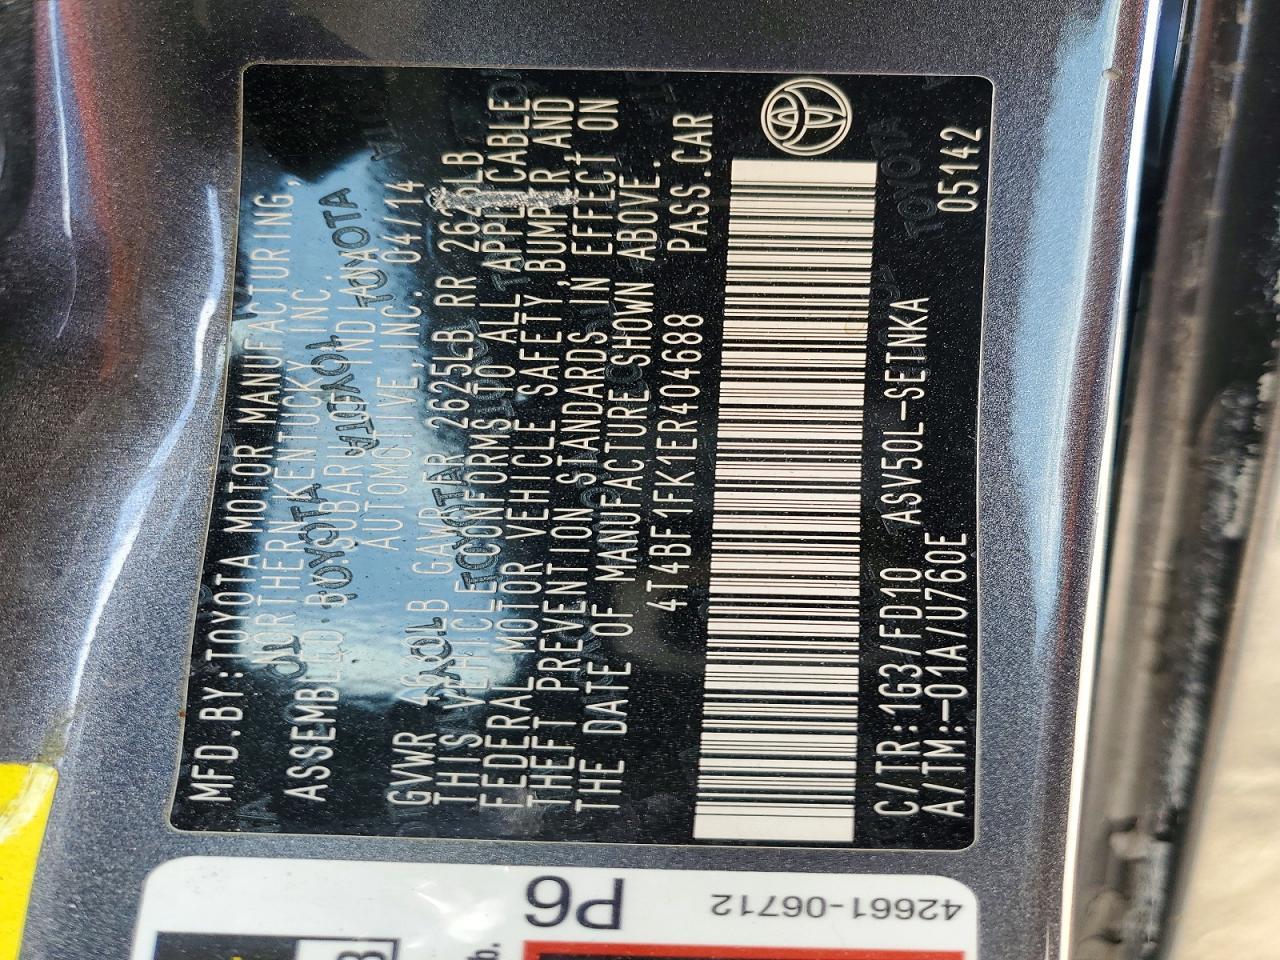 MFD.BY:TOYOTA MOTOR MANUFACTURING,
NORTHERN KENTUCKY INC.
ASSEMBLED BY:SUBARU OF INDIANA
AUTOMOTIVE,INC. 04/14
GVWR LB GAWR FR 2625LB RR LB
THIS VEHICLE CONFORMS TO ALL APPLICABLE
FEDERAL MOTOR VEHICLE SAFETY,BUMPER,AND
THEFT PREVENTION STANDARDS IN EFFECT ON
THE DATE OF MANUFACTURE SHOWN ABOVE.
4T4BF1FK1ER404688 PASS.CAR
C/TR:1G3/FD10 ASV50L-SETNKA
A/TM:-01A/U760E 05142
P6
42661-06712